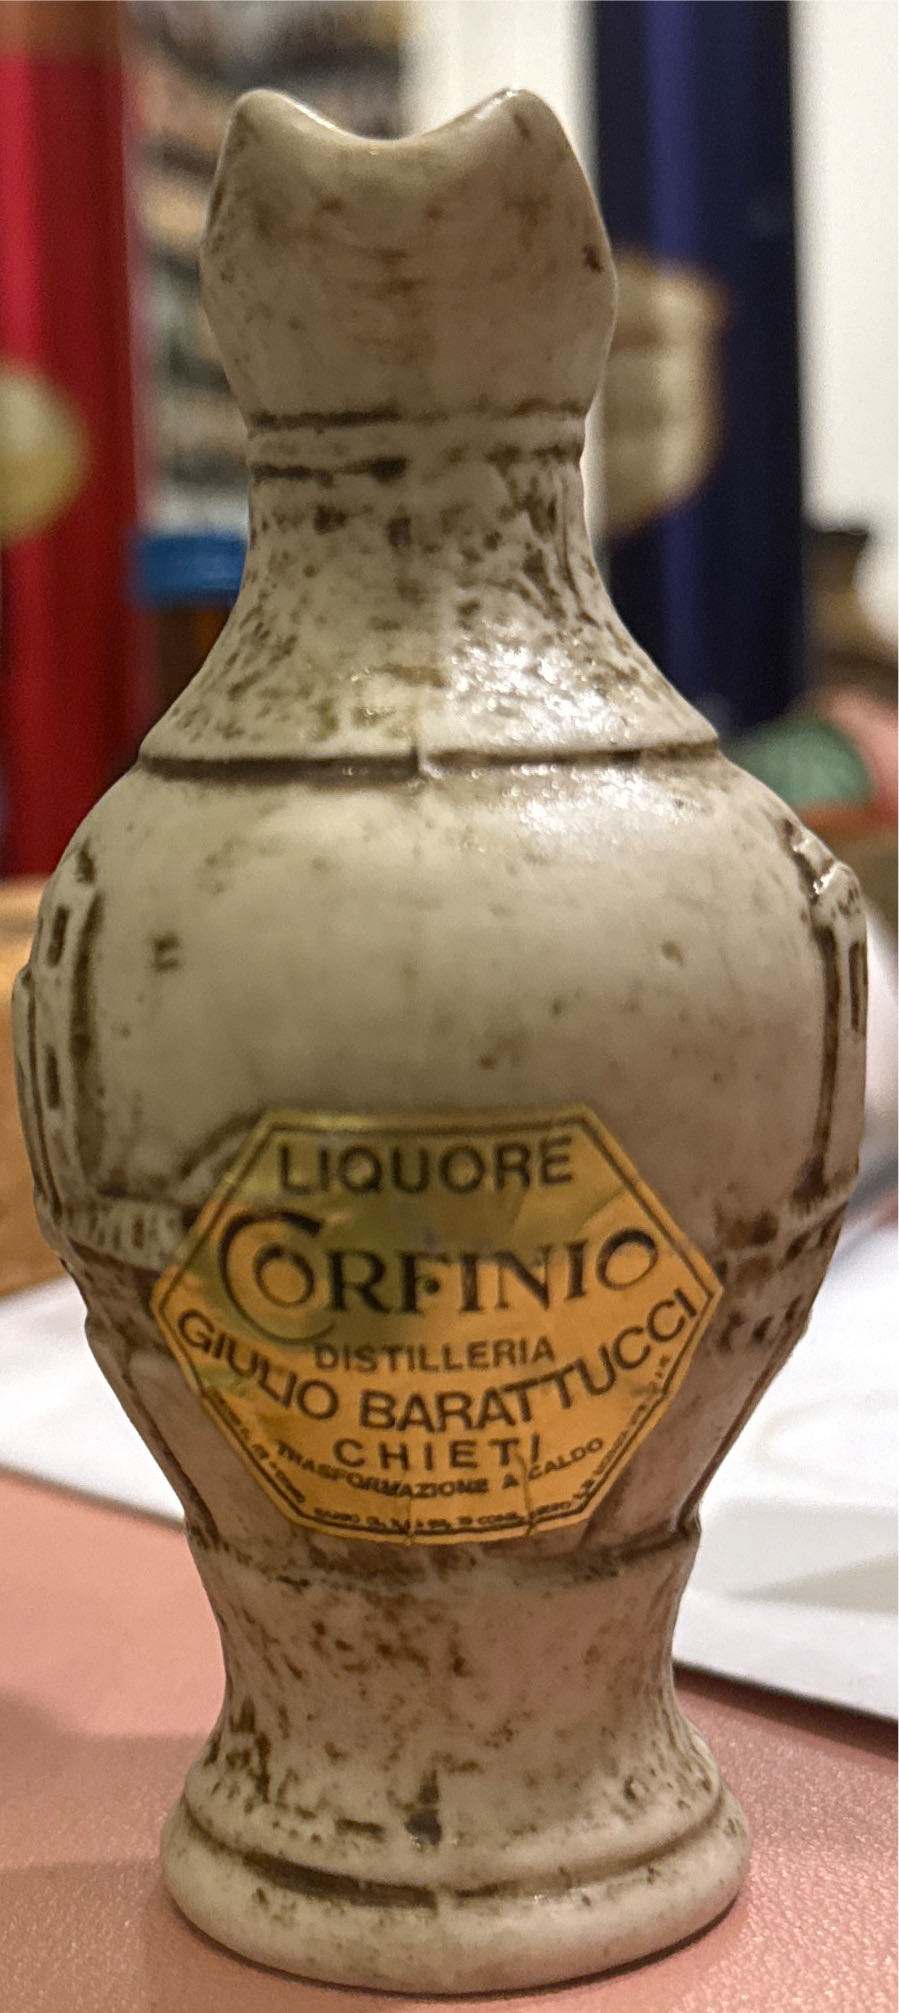 LIQUORE
CORFINIO
DISTILLERIA
GIULIO BARATTUCCI
CHIETI
TRASFORMAZIONE A CALDO